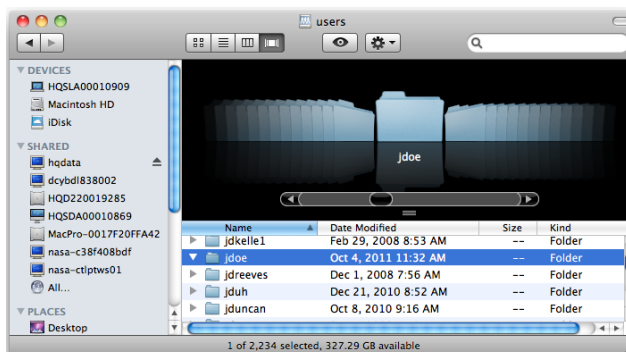 users
DEVICES
HQSLA00010909
Macintosh HD
iDisk
SHARED
hqdata
dcybdl838002
HQD220019285
HQSDA00010869
MacPro-0017F20FFA42
nasa-c38f408bdf
nasa-ctlptws01
All...
PLACES
Desktop
jdoe
Name Date Modified Size Kind
jdkelle1 Feb 29, 2008 8:53 AM -- Folder
jdoe Oct 4, 2011 11:32 AM -- Folder
jdreeves Dec 1, 2008 7:56 AM -- Folder
jduh Dec 21, 2010 8:52 AM -- Folder
jduncan Oct 8, 2010 9:16 AM -- Folder
1 of 2,234 selected, 327.29 GB available